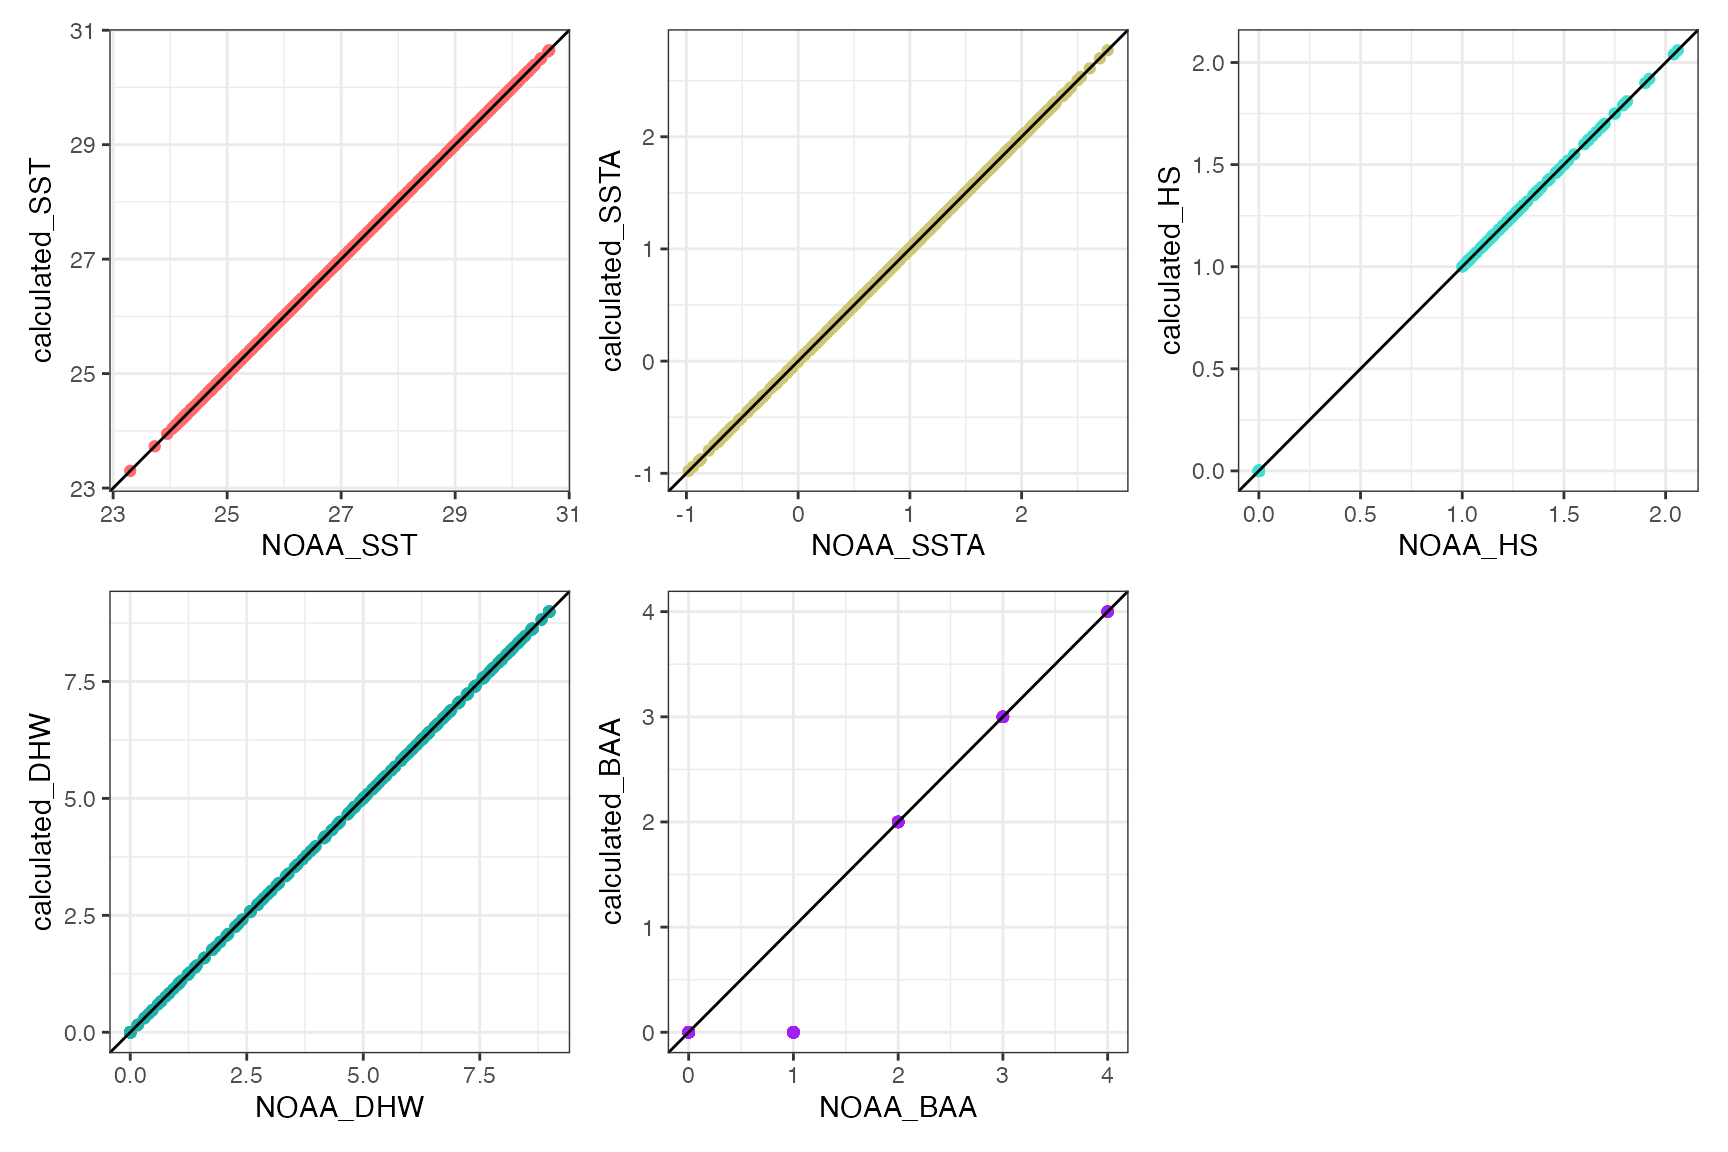 31
29
27
25
23
calculated_SST
23 25 27 29 31
NOAA_SST
2
1
0
-1
calculated_SSTA
-1 0 1 2
NOAA_SSTA
2.0
1.5
1.0
0.5
0.0
calculated_HS
0.0 0.5 1.0 1.5 2.0
NOAA_HS
7.5
5.0
2.5
0.0
calculated_DHW
0.0 2.5 5.0 7.5
NOAA_DHW
4
3
2
1
0
calculated_BAA
0 1 2 3 4
NOAA_BAA